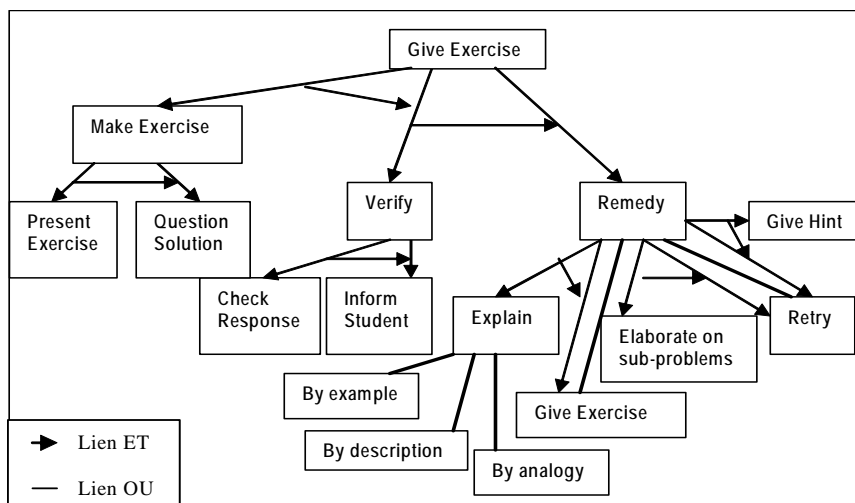 Give Exercise
Make Exercise
Verify
Remedy
Give Hint
Present
Exercise
Question
Solution
Check
Response
Inform
Student
Explain
Elaborate on
sub-problems
Retry
By example
Give Exercise
By description
By analogy
Lien ET
Lien OU